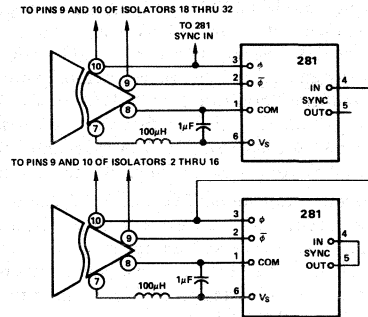 TO PINS 9 AND 10 OF ISOLATORS 18 THRU 32
TO 281
SYNC IN
10
3 ϕ
281
9
2 ϕ̅
IN 4
SYNC
8
1 COM
OUT 5
1µF
7
100µH
6 VS
TO PINS 9 AND 10 OF ISOLATORS 2 THRU 16
10
3 ϕ
281
9
2 ϕ̅
IN 4
SYNC
8
1 COM
OUT 5
1µF
7
100µH
6 VS